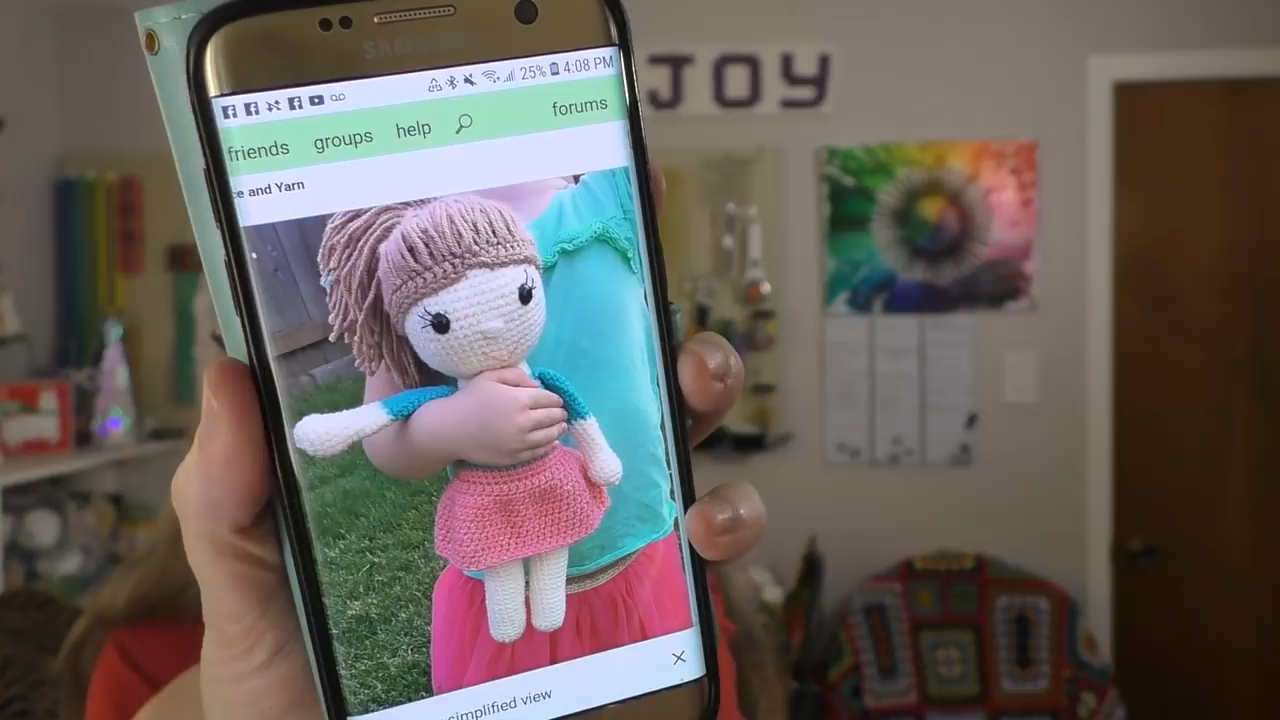 SAMSUNG
25% 4:08 PM
friends groups help forums
e and Yarn
simplified view
JOY